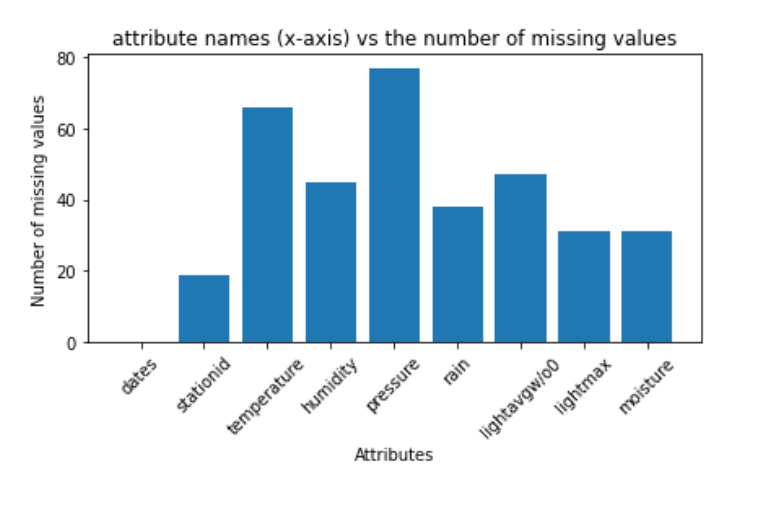 attribute names (x-axis) vs the number of missing values
80
60
40
20
0
Number of missing values
dates
stationid
temperature
humidity
pressure
rain
lightavgw/o0
lightmax
moisture
Attributes